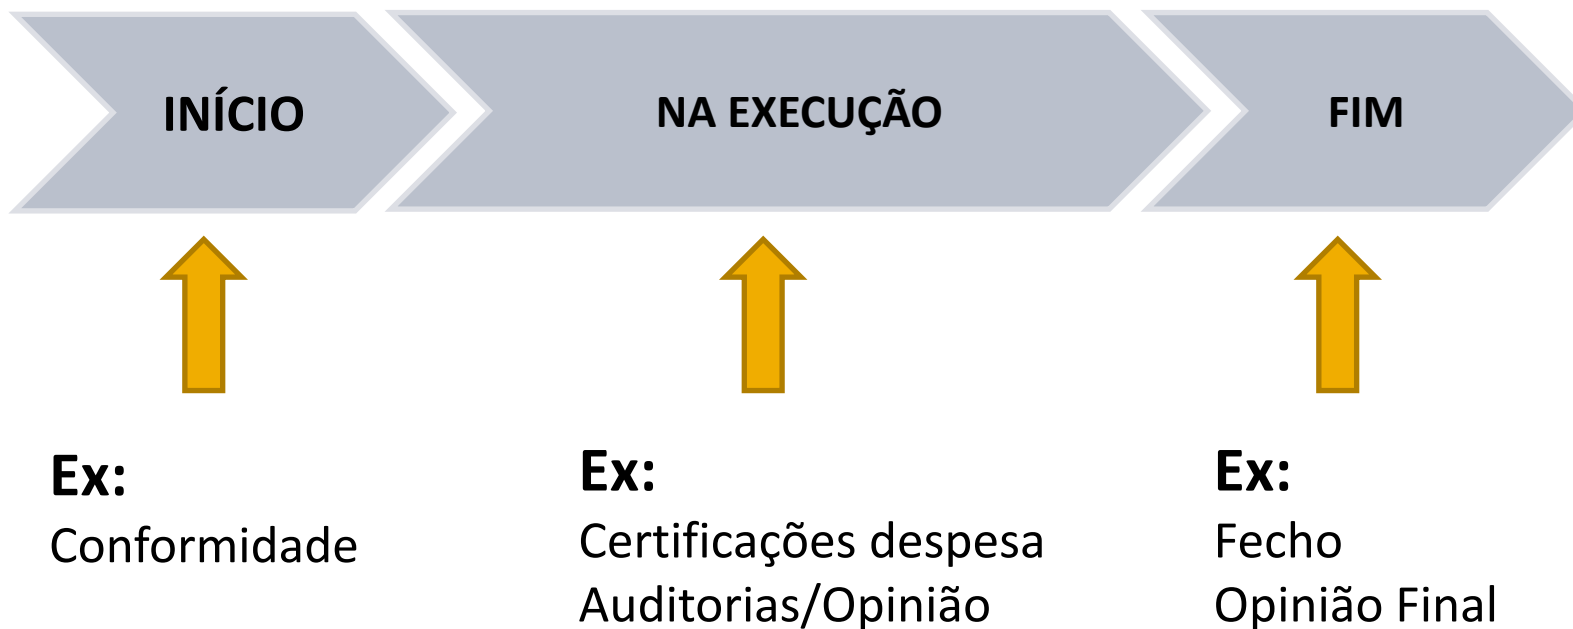 INÍCIO
NA EXECUÇÃO
FIM
Ex:
Conformidade
Ex:
Certificações despesa
Auditorias/Opinião
Ex:
Fecho
Opinião Final